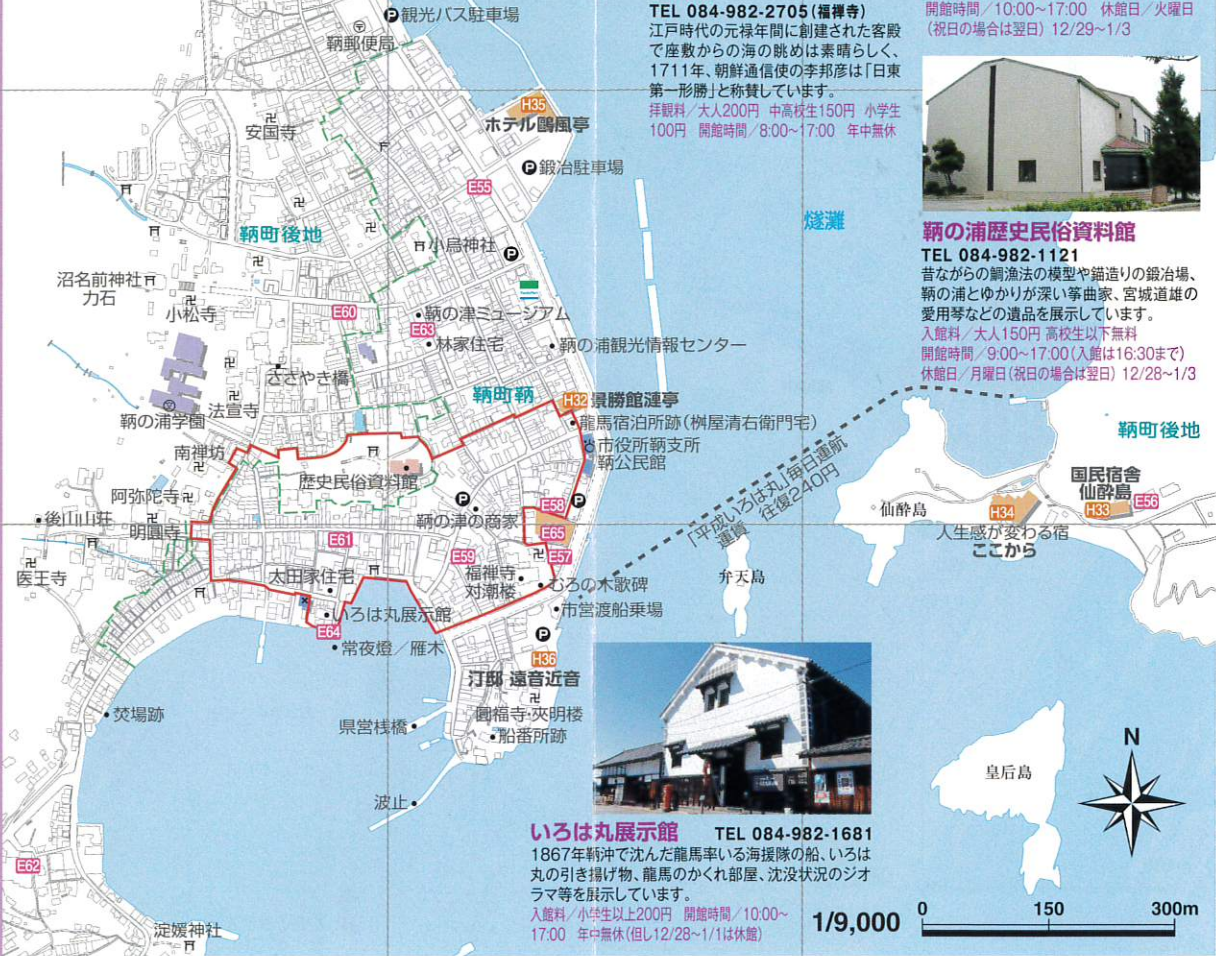 観光バス駐車場
鞆郵便局
TEL 084-982-2705(福禅寺)
江戸時代の元禄年間に創建された客殿
で座敷からの海の眺めは素晴らしく、
1711年、朝鮮通信使の李邦彦は「日東
第一形勝」と称賛しています。
拝観料/大人200円 中高校生150円 小学生
100円 開館時間/8:00~17:00 年中無休
開館時間/10:00~17:00 休館日/火曜日
(祝日の場合は翌日) 12/29~1/3
H35
ホテル鷗風亭
安国寺
鍛冶駐車場
E55
鞆町後地
小烏神社
燧灘
鞆の浦歴史民俗資料館
TEL 084-982-1121
昔ながらの鯛漁法の模型や錨造りの鍛冶場、
鞆の浦とゆかりが深い箏曲家、宮城道雄の
愛用琴などの遺品を展示しています。
入館料/大人150円 高校生以下無料
開館時間/9:00~17:00(入館は16:30まで)
休館日/月曜日(祝日の場合は翌日) 12/28~1/3
沼名前神社
力石
小松寺
E60
鞆の津ミュージアム
E63
林家住宅
鞆の浦観光情報センター
ささやき橋
鞆町鞆
H32 景勝館漣亭
法宣寺
鞆の浦学園
龍馬宿泊所跡(桝屋清右衛門宅)
市役所鞆支所
鞆公民館
南禅坊
歴史民俗資料館
鞆町後地
阿弥陀寺
後山山荘
明圓寺
鞆の津の商家
E58
E65
E57
E61
E59
「平成いろは丸」毎日運航
運賃 往復240円
仙酔島
国民宿舎
仙酔島
H34
H33
E56
人生感が変わる宿
ここから
医王寺
太田家住宅
福禅寺
対潮楼
むろの木歌碑
弁天島
いろは丸展示館
市営渡船乗場
E64
常夜燈/雁木
H36
汀邸 遠音近音
圓福寺・夾明楼
船番所跡
焚場跡
県営桟橋
波止
皇后島
N
いろは丸展示館 TEL 084-982-1681
1867年鞆沖で沈んだ龍馬率いる海援隊の船、いろは
丸の引き揚げ物、龍馬のかくれ部屋、沈没状況のジオ
ラマ等を展示しています。
入館料/小学生以上200円 開館時間/10:00~
17:00 年中無休(但し12/28~1/1は休館)
E62
淀媛神社
1/9,000
0 150 300m